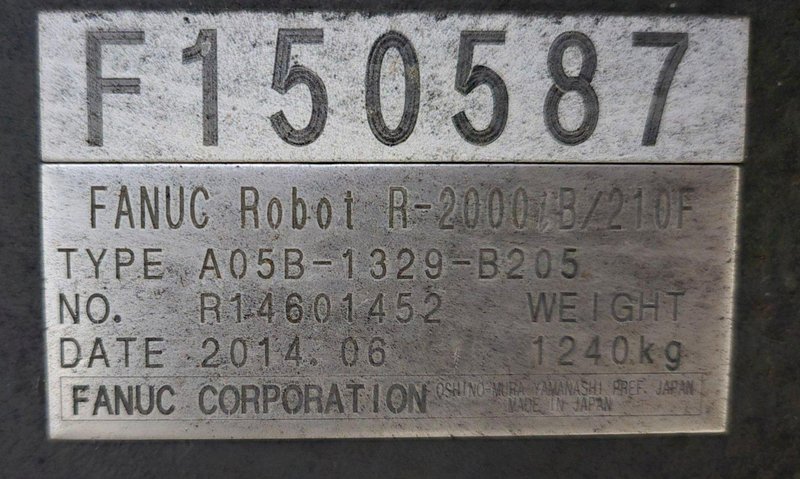 F150587
FANUC Robot R-2000iB/210F
TYPE A05B-1329-B205
NO. R14601452 WEIGHT
DATE 2014.06 1240kg
FANUC CORPORATION OSHINO-MURA YAMANASHI PREF. JAPAN
MADE IN JAPAN